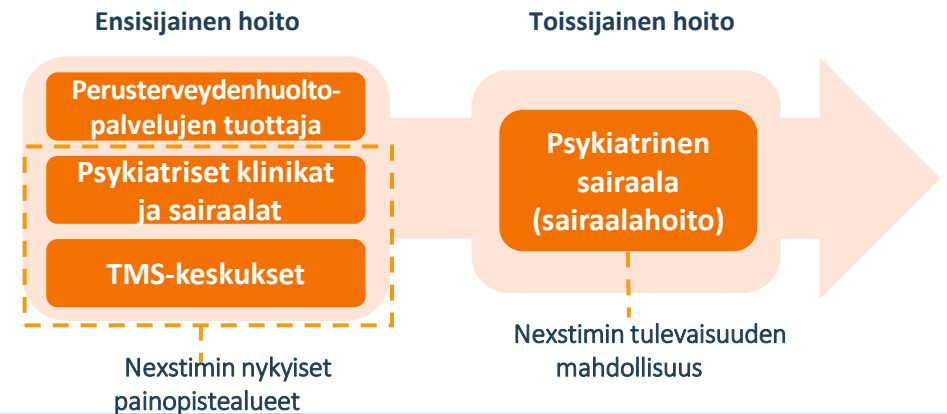 Ensisijainen hoito
Toissijainen hoito
Perusterveydenhuolto-
palvelujen tuottaja
Psykiatriset klinikat
ja sairaalat
TMS-keskukset
Psykiatrinen
sairaala
(sairaalahoito)
Nexstimin nykyiset
painopistealueet
Nexstimin tulevaisuuden
mahdollisuus